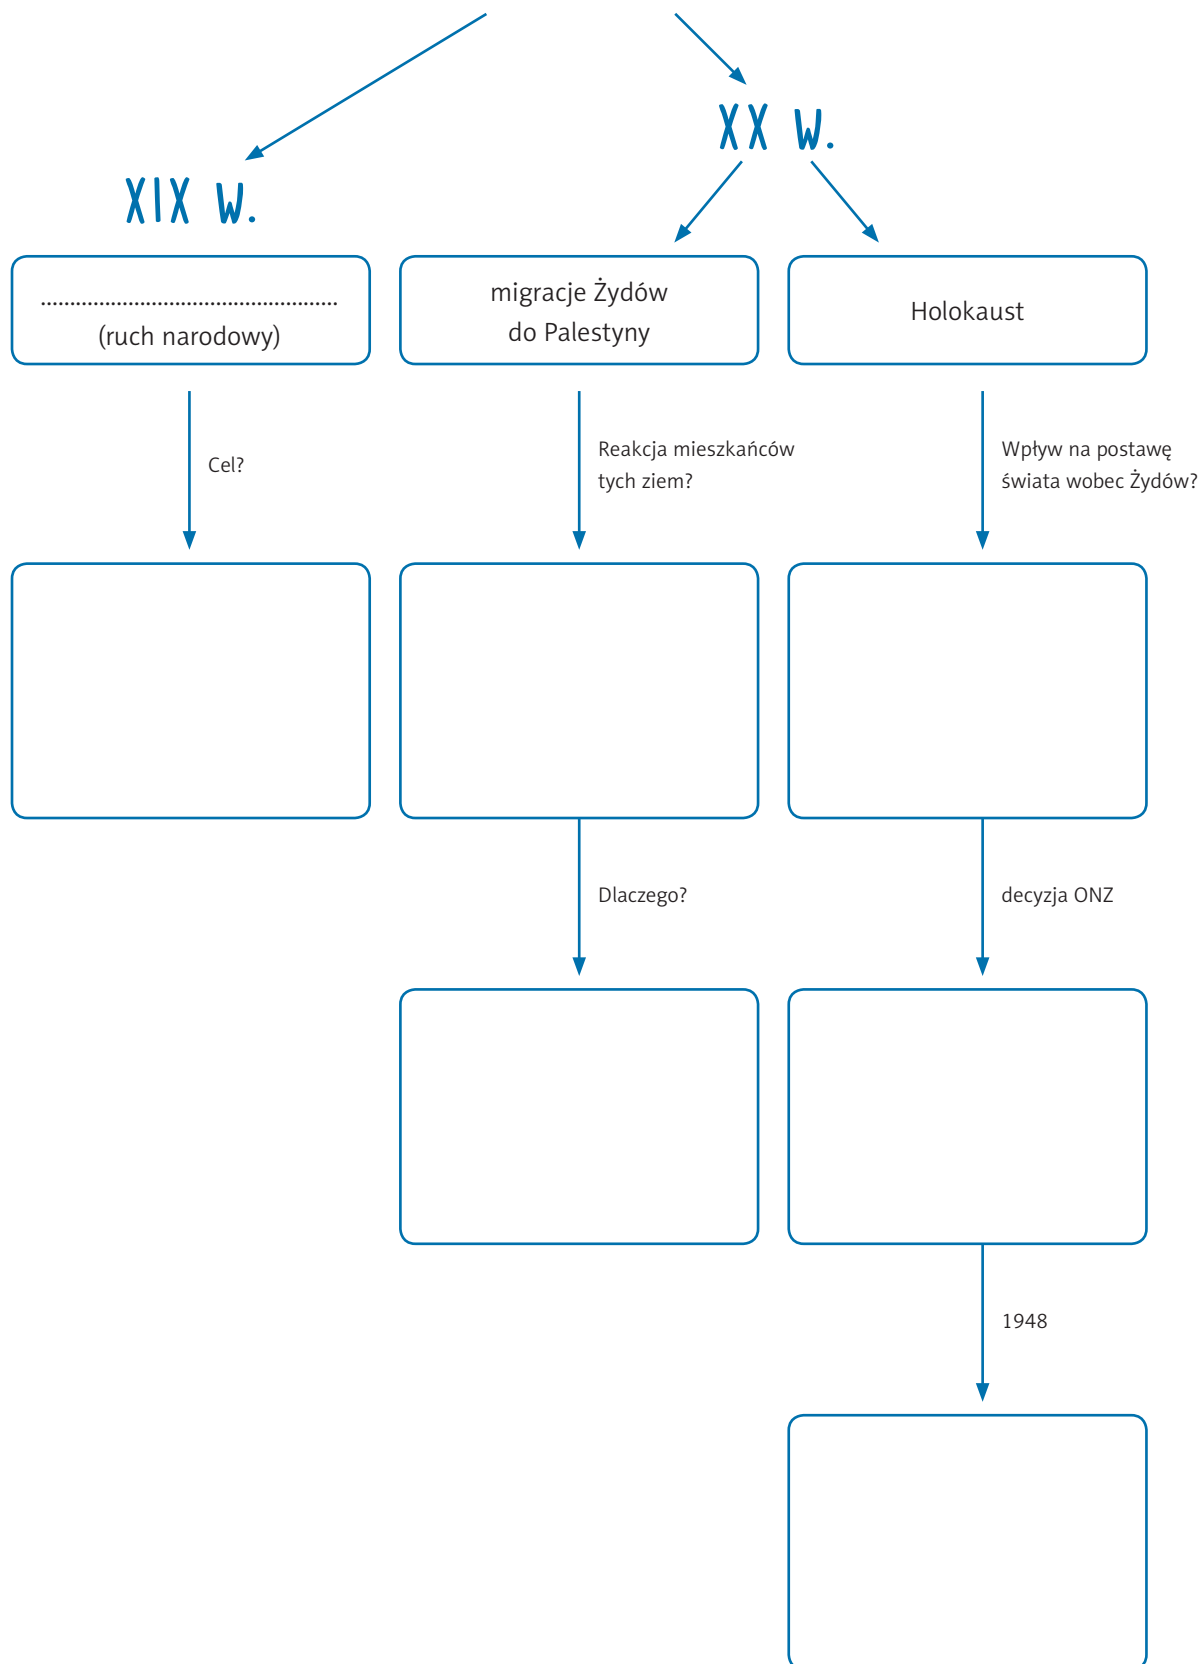 XX w.
XIX w.
..................................................
(ruch narodowy)
migracje Żydów
do Palestyny
Holokaust
Cel?
Reakcja mieszkańców
tych ziem?
Wpływ na postawę
świata wobec Żydów?
Dlaczego?
decyzja ONZ
1948